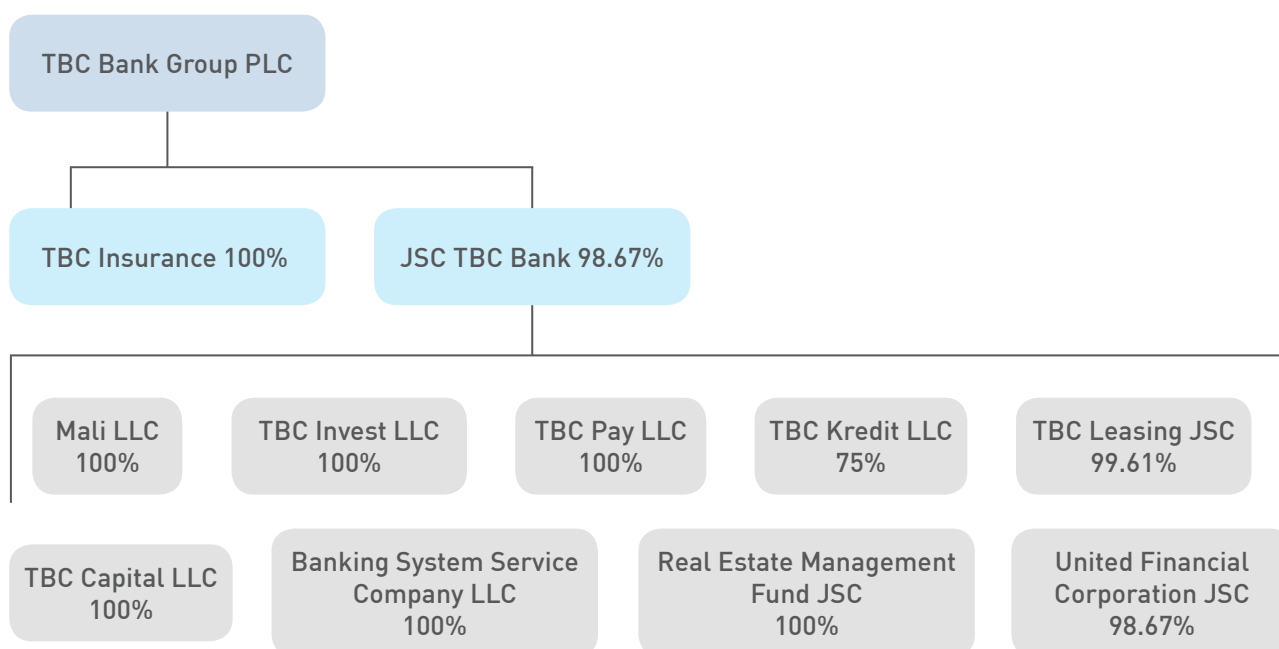 TBC Bank Group PLC
TBC Insurance 100%
JSC TBC Bank 98.67%
Mali LLC
100%
TBC Invest LLC
100%
TBC Pay LLC
100%
TBC Kredit LLC
75%
TBC Leasing JSC
99.61%
TBC Capital LLC
100%
Banking System Service
Company LLC
100%
Real Estate Management
Fund JSC
100%
United Financial
Corporation JSC
98.67%